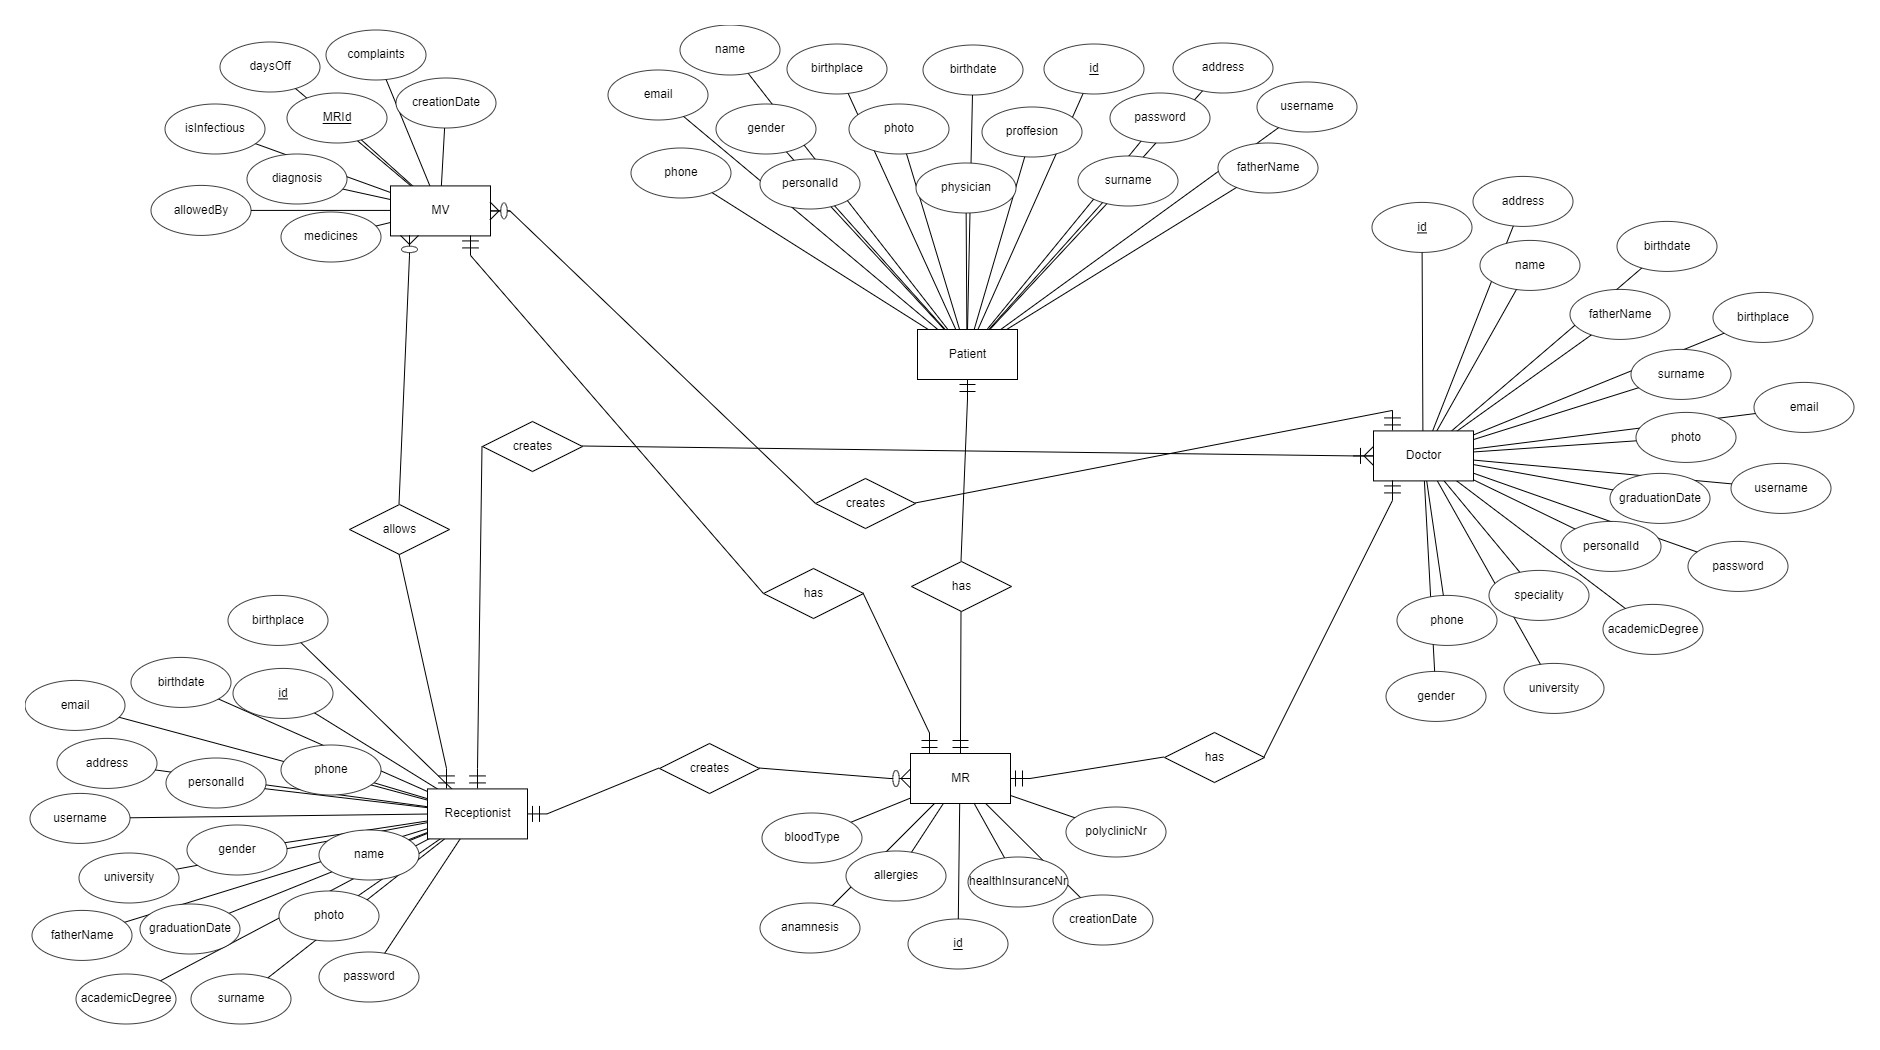 complaints
daysOff
creationDate
MRId
isInfectious
diagnosis
allowedBy
medicines
MV
name
birthplace
birthdate
id
address
email
gender
photo
proffesion
password
username
phone
personalId
physician
surname
fatherName
Patient
id
address
name
birthdate
fatherName
birthplace
surname
email
photo
Doctor
username
graduationDate
personalId
password
speciality
phone
academicDegree
university
gender
creates
creates
allows
has
has
creates
has
birthplace
birthdate
id
email
address
personalId
phone
username
Receptionist
gender
name
university
photo
fatherName
graduationDate
academicDegree
surname
password
MR
bloodType
polyclinicNr
allergies
healthInsuranceNr
anamnesis
id
creationDate